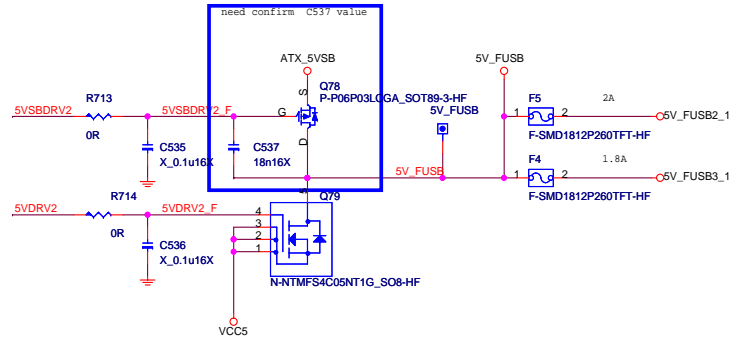 need confirm C537 value
ATX_5VSB
5V_FUSB
Q78
P-P06P03LCGA_SOT89-3-HF
S
G
D
R713
5VSBDRV2
5VSBDRV2_F
0R
C535
X_0.1u16X
C537
18n16X
5V_FUSB
F5
2A
1
2
5V_FUSB2_1
F-SMD1812P260TFT-HF
5V_FUSB
F4
1.8A
1
2
5V_FUSB3_1
F-SMD1812P260TFT-HF
R714
5VDRV2
5VDRV2_F
0R
C536
X_0.1u16X
5
Q79
4
3
2
1
N-NTMFS4C05NT1G_SO8-HF
VCC5